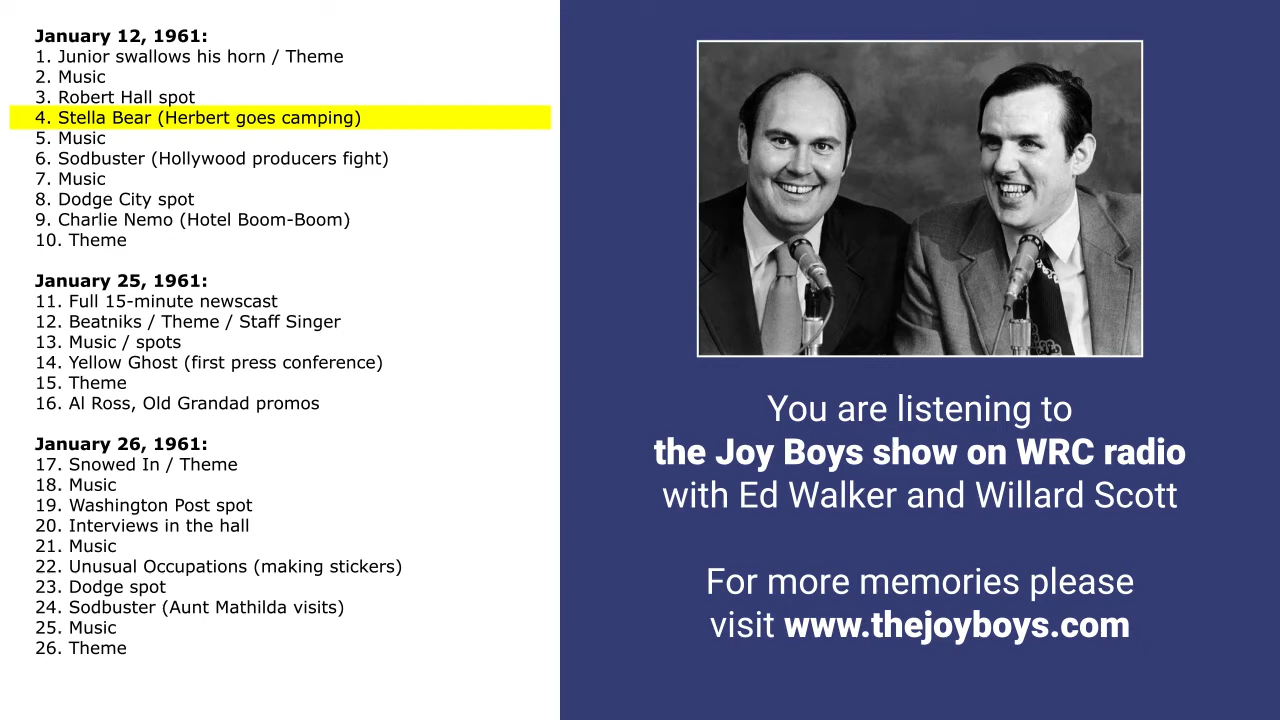 January 12, 1961:
1. Junior swallows his horn / Theme
2. Music
3. Robert Hall spot
4. Stella Bear (Herbert goes camping)
5. Music
6. Sodbuster (Hollywood producers fight)
7. Music
8. Dodge City spot
9. Charlie Nemo (Hotel Boom-Boom)
10. Theme
January 25, 1961:
11. Full 15-minute newscast
12. Beatniks / Theme / Staff Singer
13. Music / spots
14. Yellow Ghost (first press conference)
15. Theme
16. Al Ross, Old Grandad promos
January 26, 1961:
17. Snowed In / Theme
18. Music
19. Washington Post spot
20. Interviews in the hall
21. Music
22. Unusual Occupations (making stickers)
23. Dodge spot
24. Sodbuster (Aunt Mathilda visits)
25. Music
26. Theme
You are listening to
the Joy Boys show on WRC radio
with Ed Walker and Willard Scott
For more memories please
visit www.thejoyboys.com